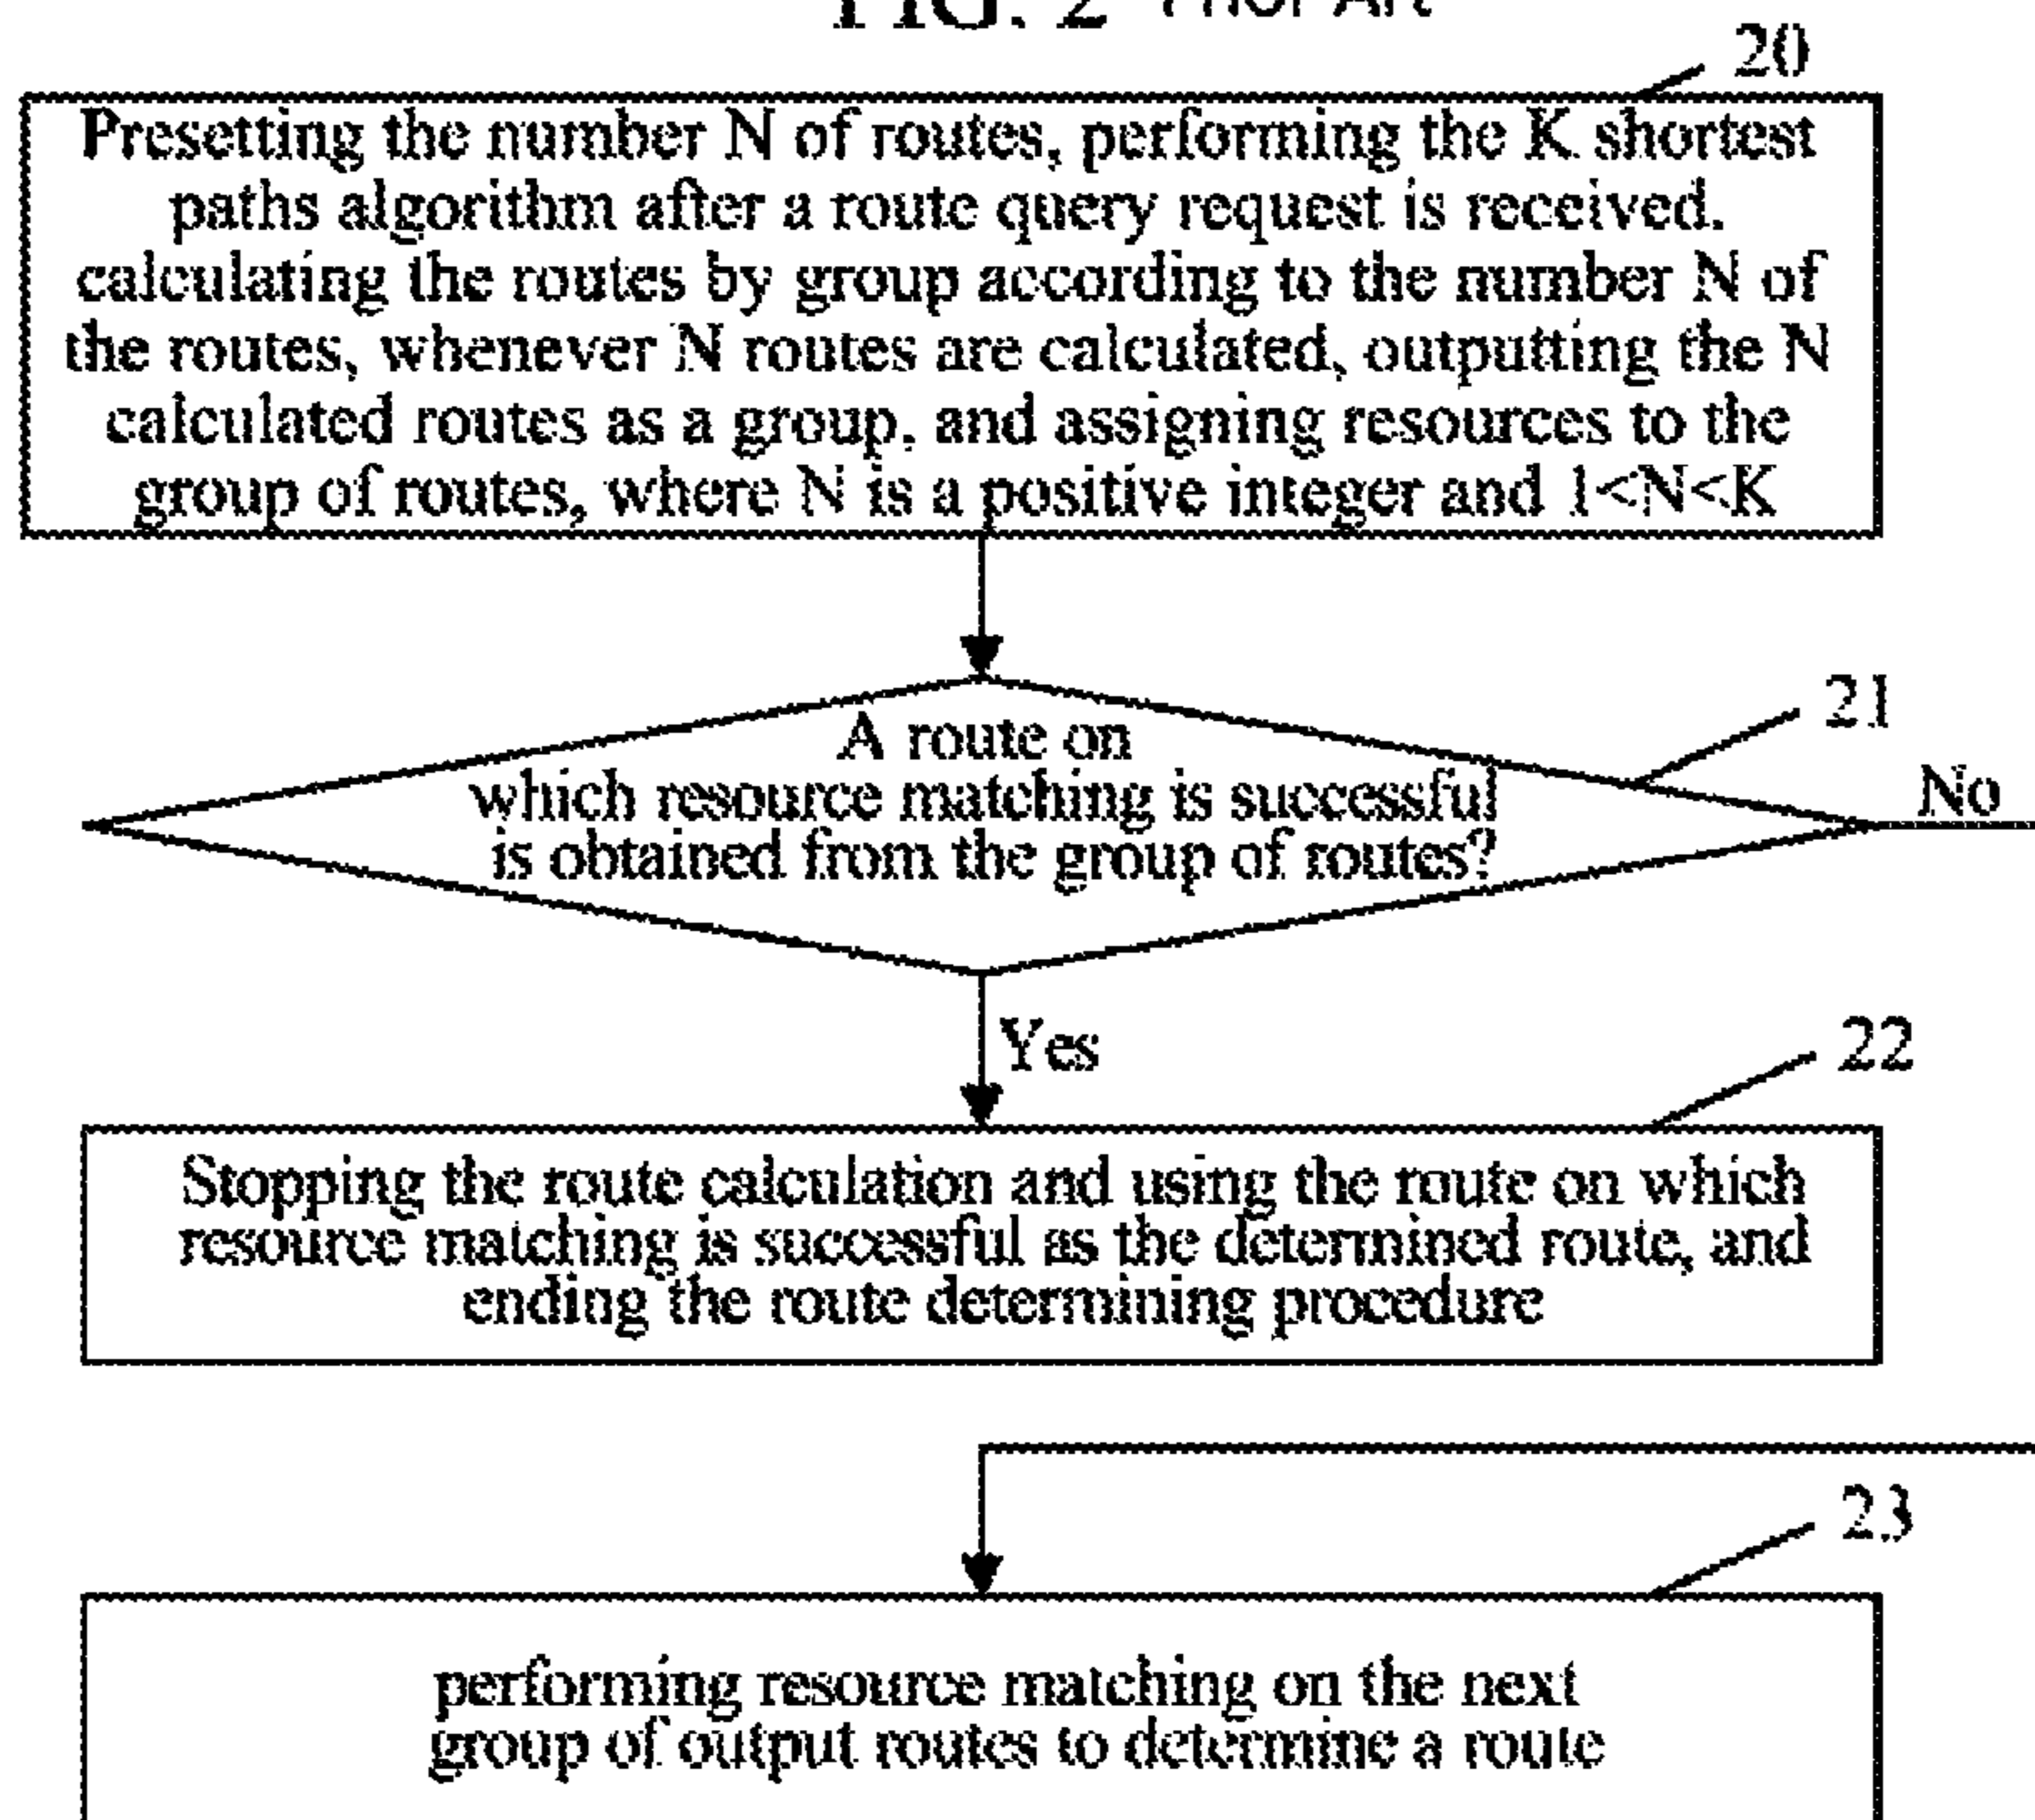 FIG. 2 Prior Art
20
Presetting the number N of routes, performing the K shortest
paths algorithm after a route query request is received.
calculating the routes by group according to the number N of
the routes, whenever N routes are calculated, outputting the N
calculated routes as a group, and assigning resources to the
group of routes, where N is a positive integer and 1<N<K
21
A route on
which resource matching is successful
is obtained from the group of routes?
No
Yes
22
Stopping the route calculation and using the route on which
resource matching is successful as the determined route, and
ending the route determining procedure
23
performing resource matching on the next
group of output routes to determine a route